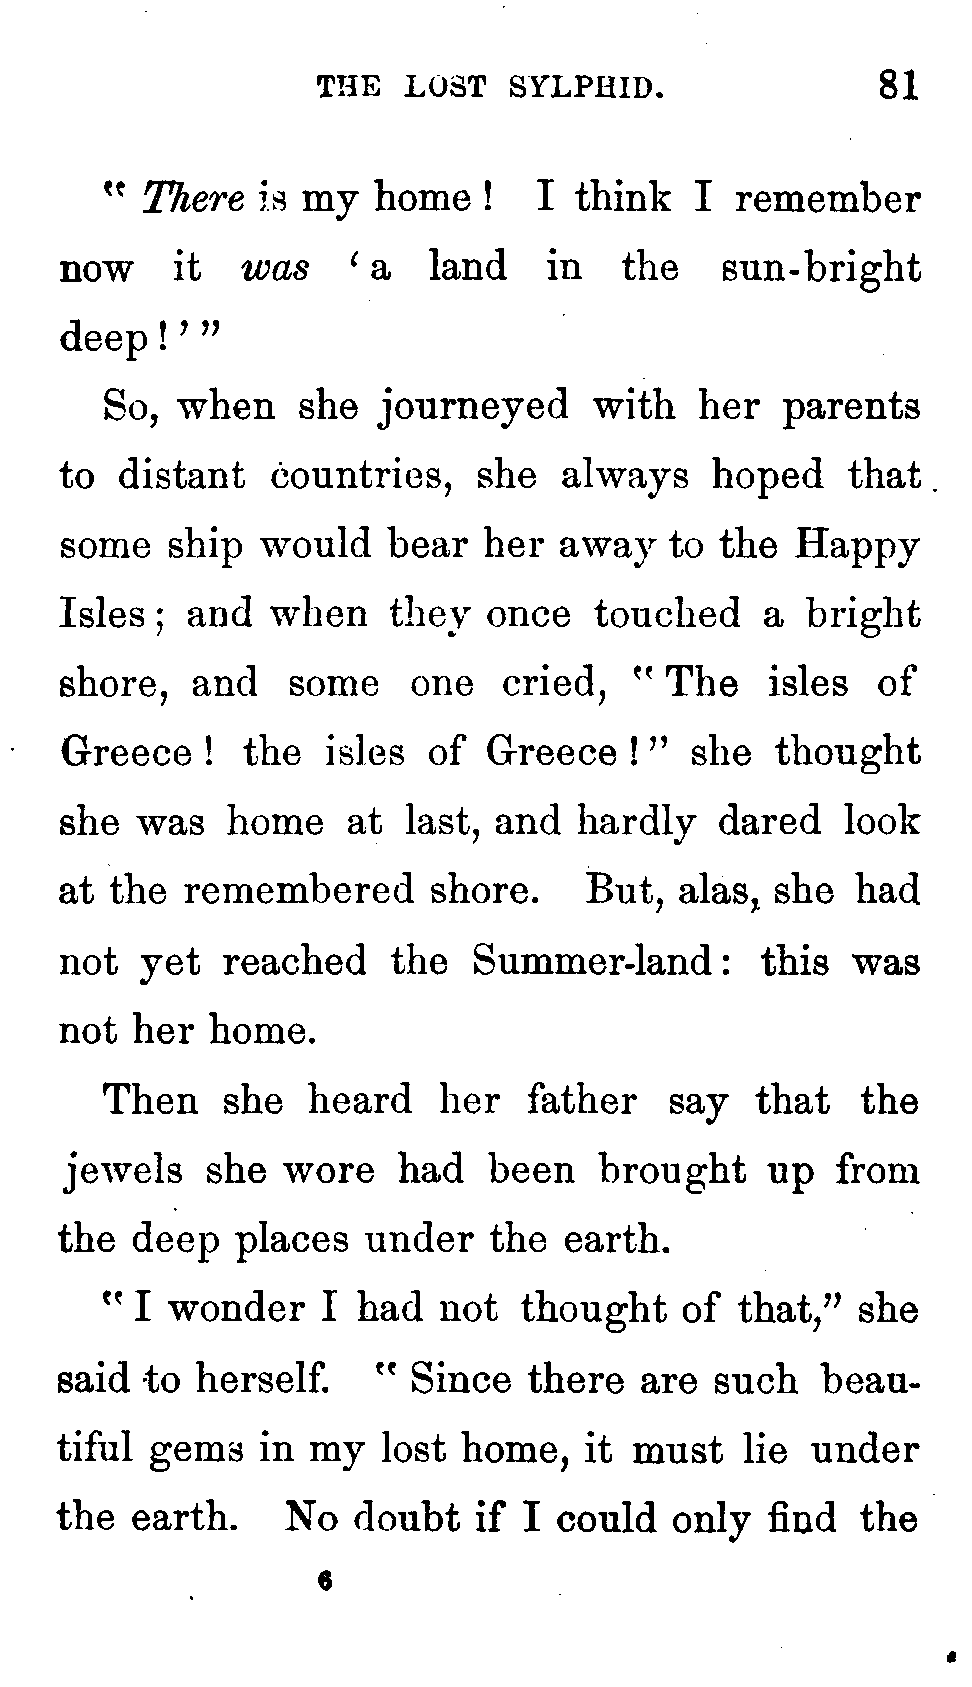 THE LOST SYLPHID. 81
“ There is my home ! I think I remember
now it was ‘ a land in the sun-bright
deep ! ’ ”
So, when she journeyed with her parents
to distant countries, she always hoped that
some ship would bear her away to the Happy
Isles ; and when they once touched a bright
shore, and some one cried, “ The isles of
Greece ! the isles of Greece ! ” she thought
she was home at last, and hardly dared look
at the remembered shore. But, alas, she had
not yet reached the Summer-land : this was
not her home.
Then she heard her father say that the
jewels she wore had been brought up from
the deep places under the earth.
“ I wonder I had not thought of that,” she
said to herself. “ Since there are such beau-
tiful gems in my lost home, it must lie under
the earth. No doubt if I could only find the
6